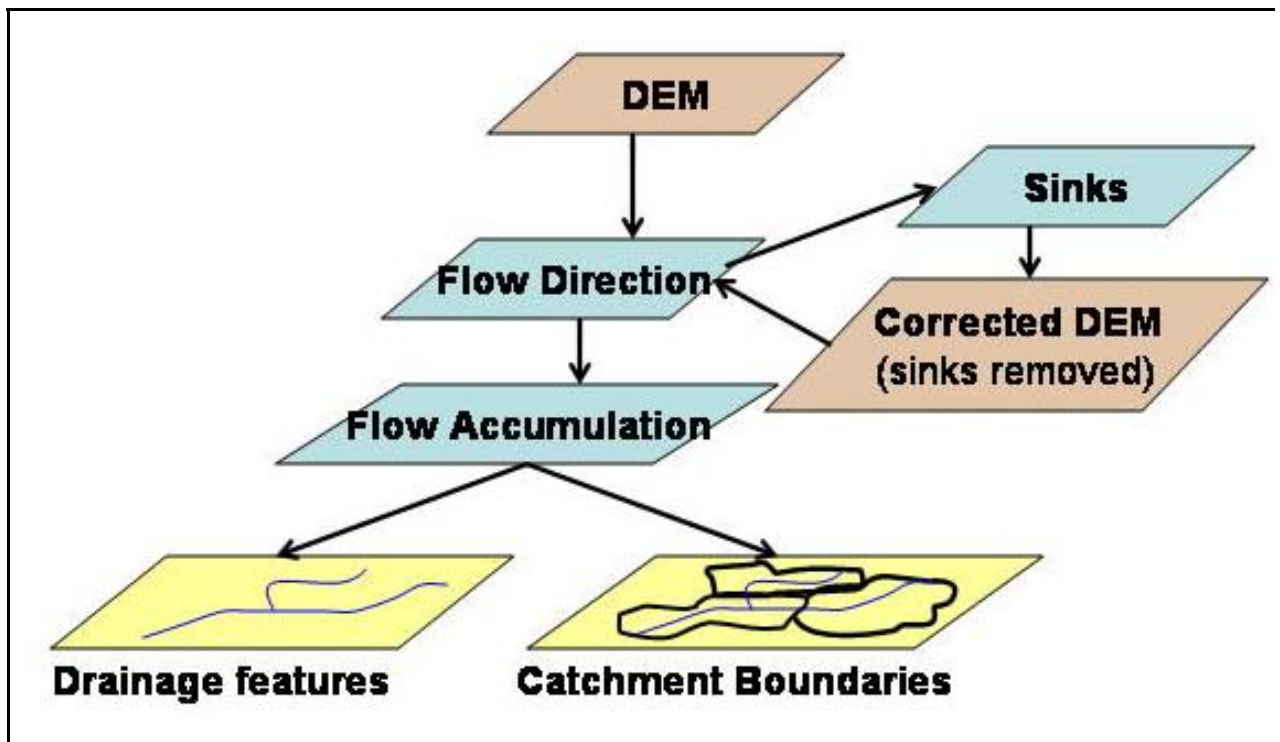 DEM
Sinks
Flow Direction
Corrected DEM
(sinks removed)
Flow Accumulation
Drainage features
Catchment Boundaries